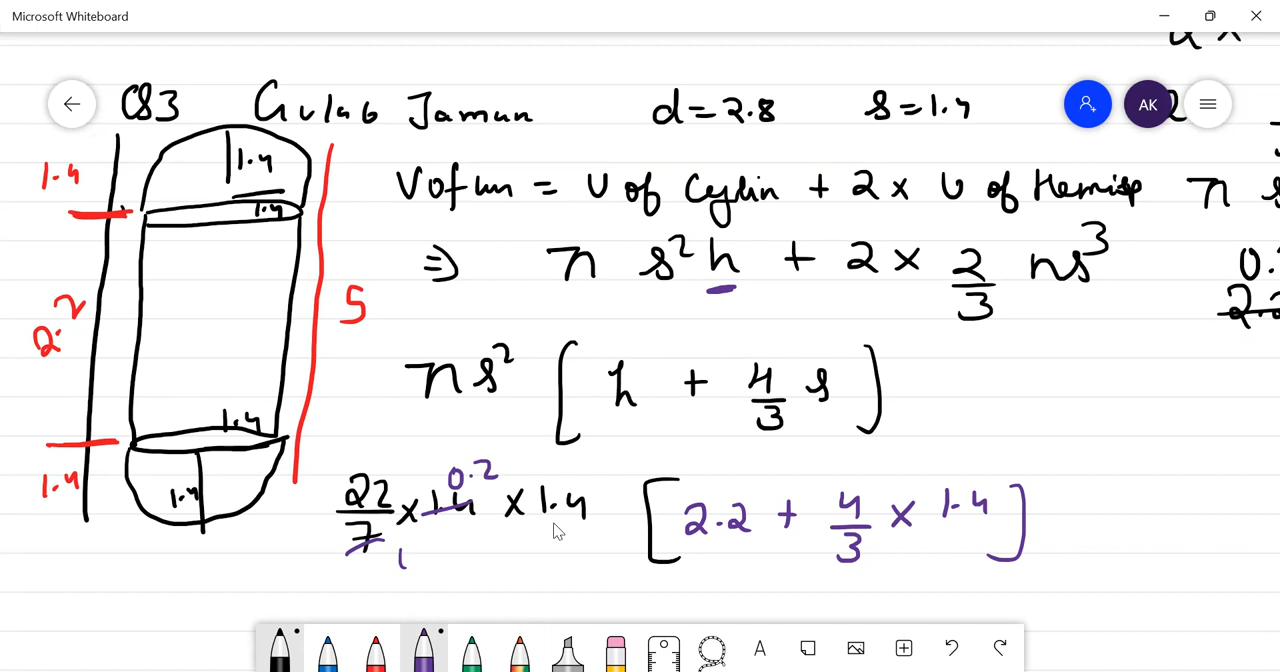 Microsoft Whiteboard
Q3 Gulab Jamun d = 2.8 r = 1.4
AK
1.4
1.4
1.4
V of un = V of Cylin + 2 × V of Hemisp π
⇒ π r²h + 2 × 2/3 πr³
2.2
5
πr² [ h + 4/3 r ]
1.4
1.4
1.4
0.2
22/7 × 1.4 × 1.4 [ 2.2 + 4/3 × 1.4 ]
1
A